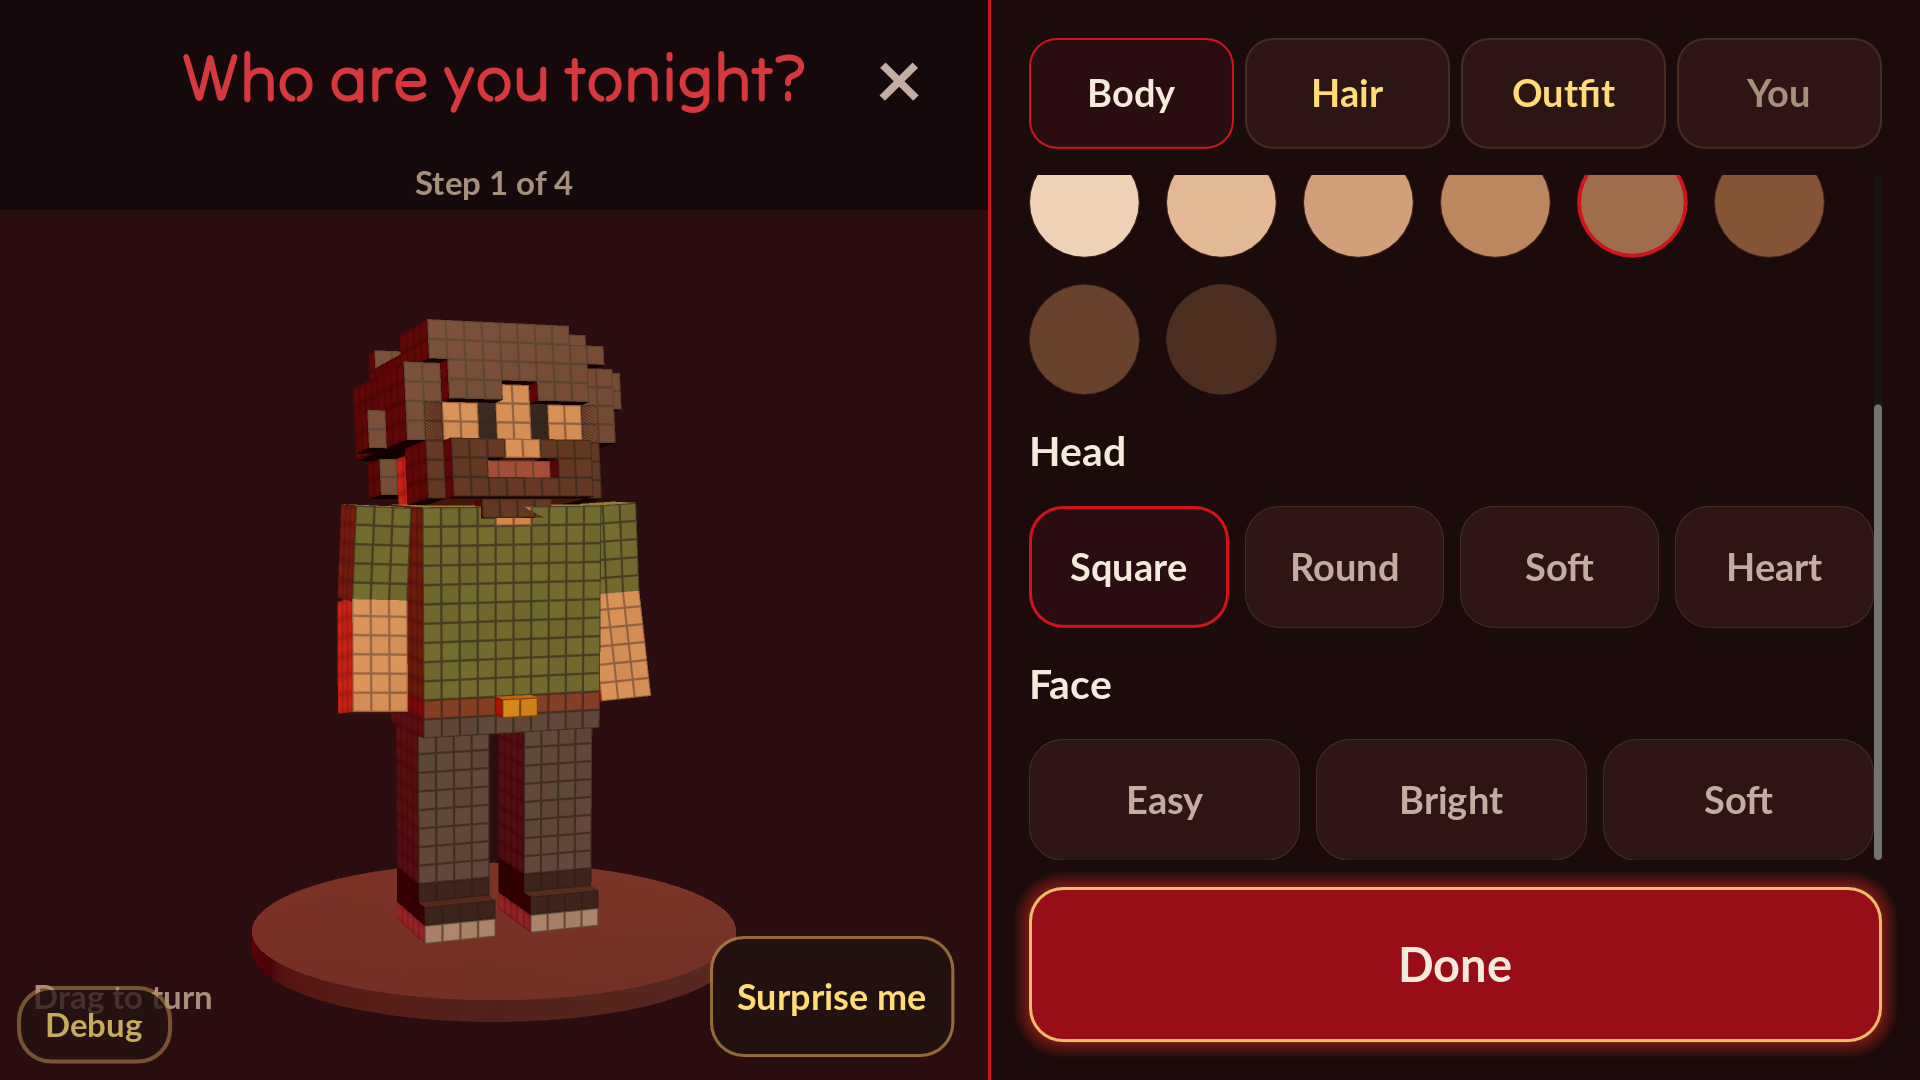 Who are you tonight?
Step 1 of 4
Drag to turn
Debug
Surprise me
Body
Hair
Outfit
You
Head
Square
Round
Soft
Heart
Face
Easy
Bright
Soft
Done